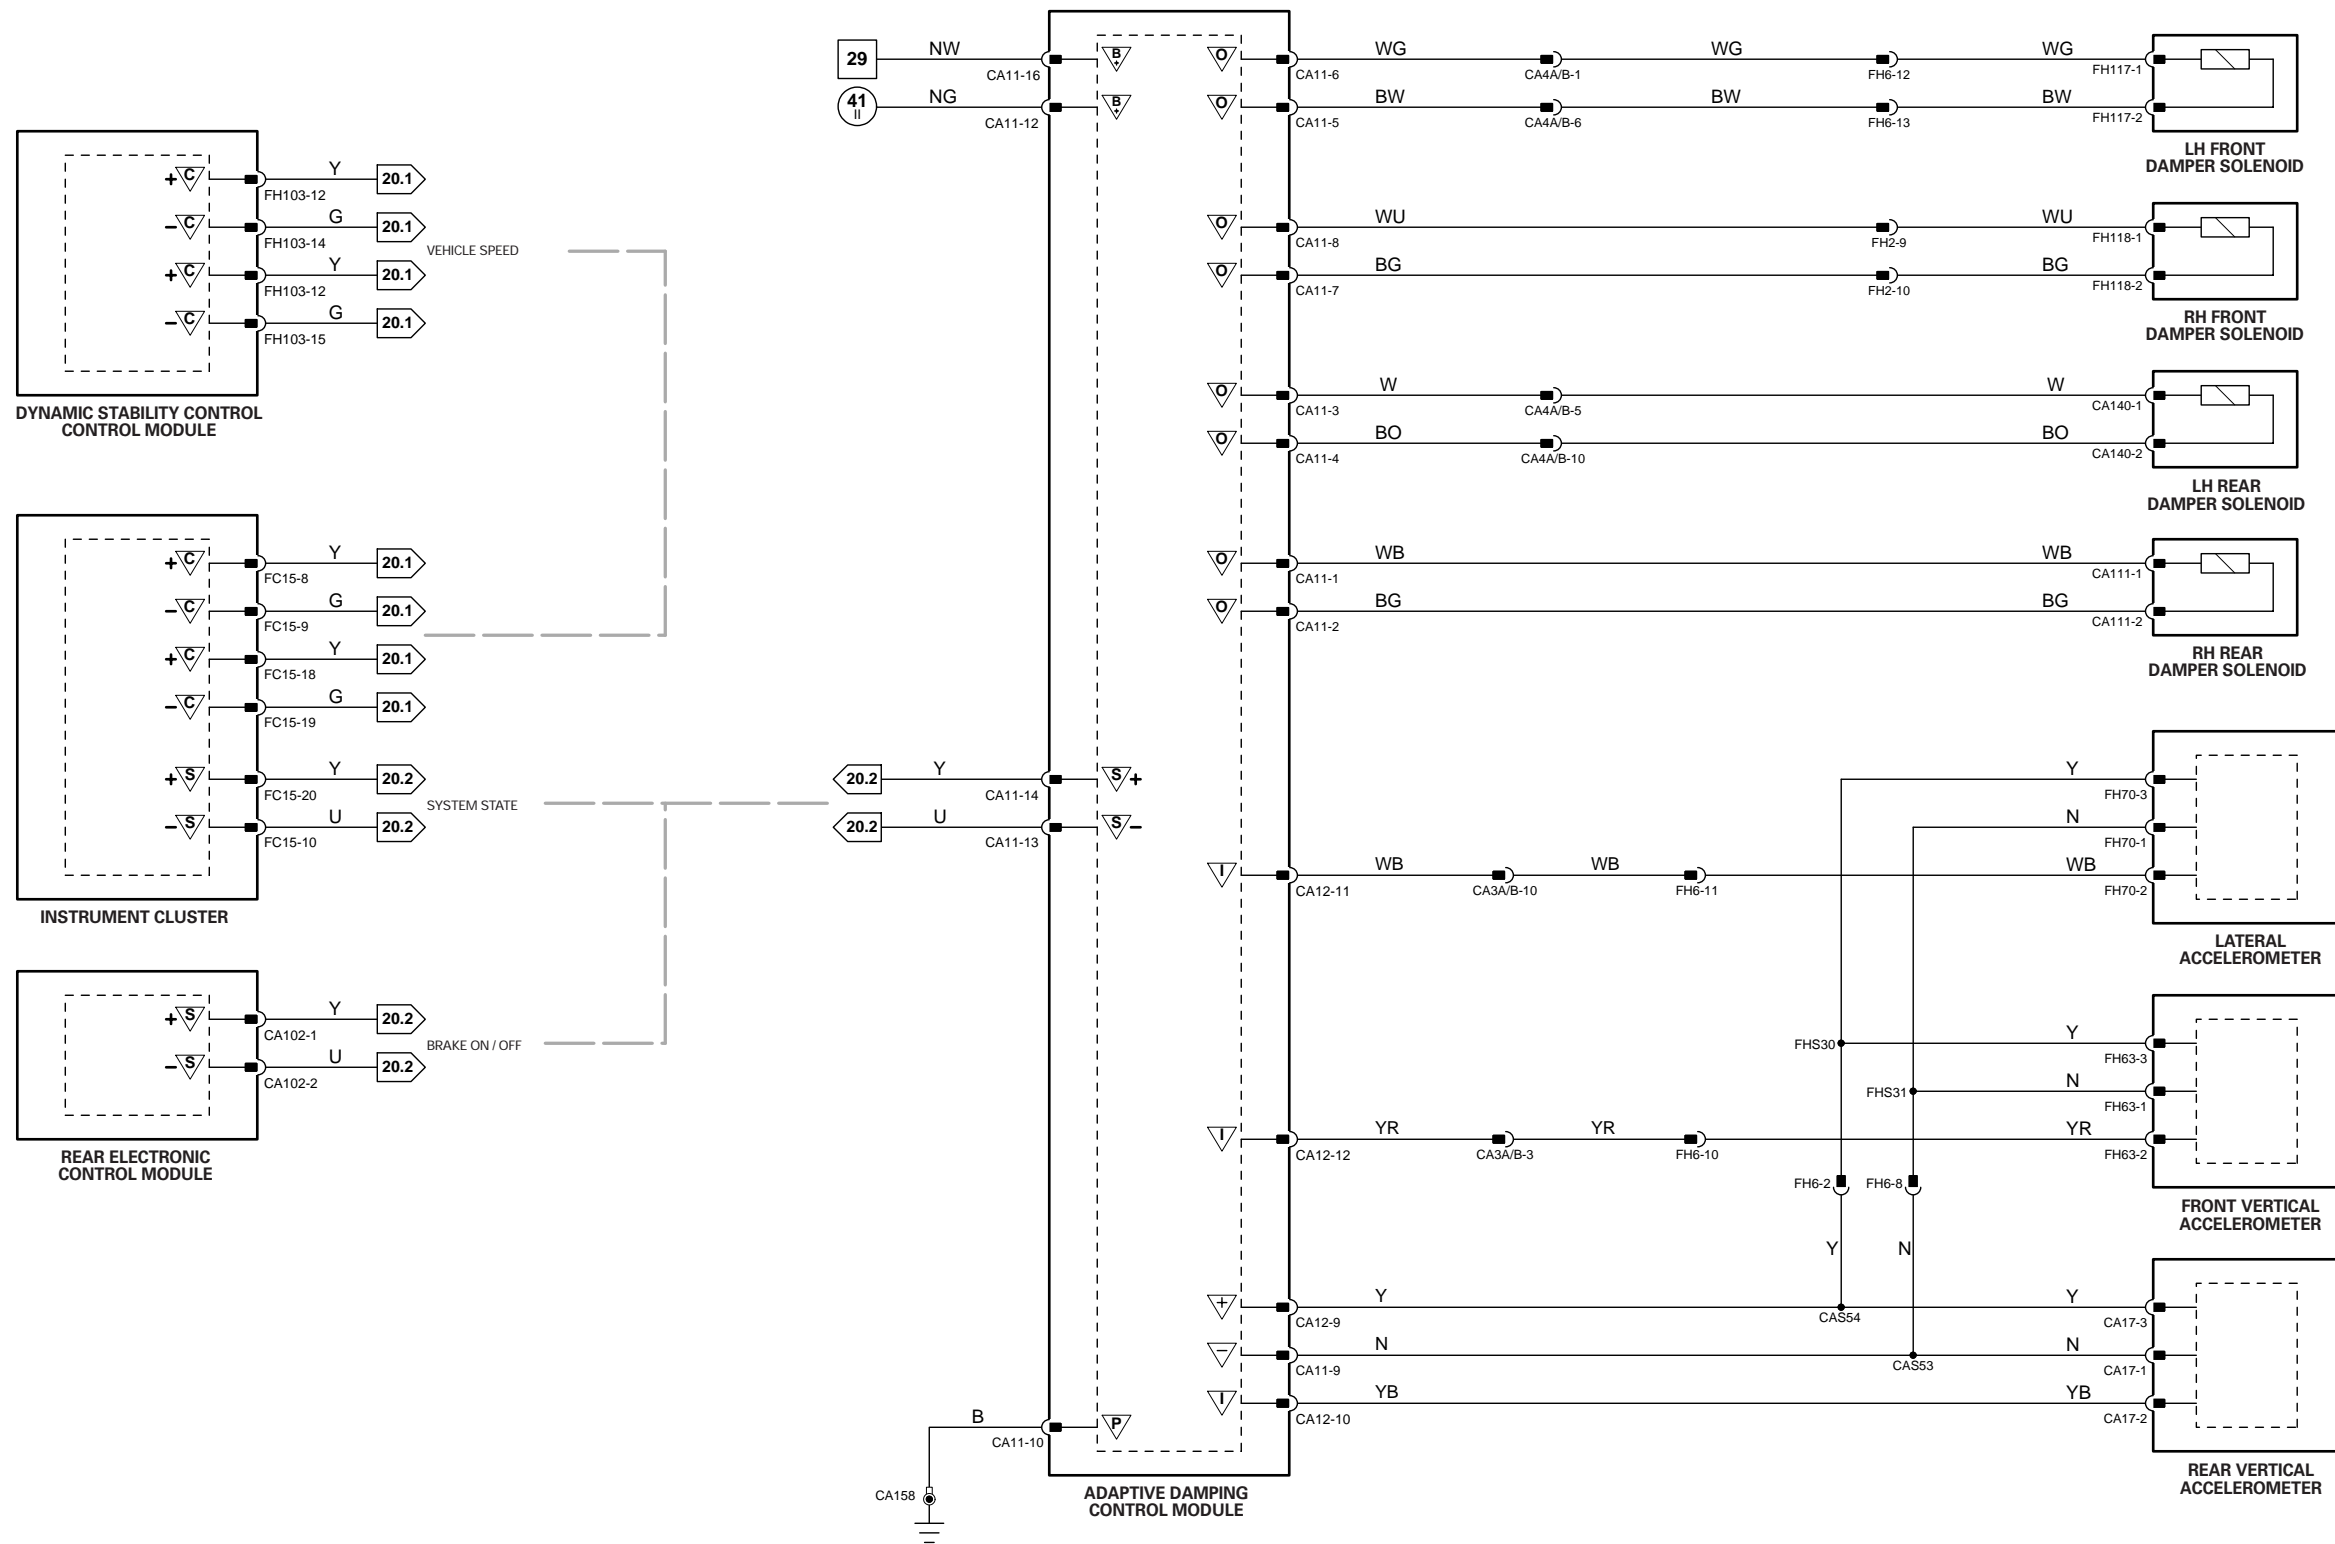 29
NW
CA11-16
B
+
41
II
NG
CA11-12
B
+
+ C
Y
20.1
FH103-12
– C
G
20.1
FH103-14
VEHICLE SPEED
+ C
Y
20.1
FH103-12
– C
G
20.1
FH103-15
DYNAMIC STABILITY CONTROL
CONTROL MODULE
+ C
Y
20.1
FC15-8
– C
G
20.1
FC15-9
+ C
Y
20.1
FC15-18
– C
G
20.1
FC15-19
+ S
Y
20.2
FC15-20
SYSTEM STATE
– S
U
20.2
FC15-10
INSTRUMENT CLUSTER
+ S
Y
20.2
CA102-1
BRAKE ON / OFF
– S
U
20.2
CA102-2
REAR ELECTRONIC
CONTROL MODULE
20.2
Y
CA11-14
S +
20.2
U
CA11-13
S –
B
CA11-10
P
CA158
ADAPTIVE DAMPING
CONTROL MODULE
O
WG
WG
WG
CA11-6
CA4A/B-1
FH6-12
FH117-1
O
BW
BW
BW
CA11-5
CA4A/B-6
FH6-13
FH117-2
LH FRONT
DAMPER SOLENOID
O
WU
WU
CA11-8
FH2-9
FH118-1
O
BG
BG
CA11-7
FH2-10
FH118-2
RH FRONT
DAMPER SOLENOID
O
W
W
CA11-3
CA4A/B-5
CA140-1
O
BO
BO
CA11-4
CA4A/B-10
CA140-2
LH REAR
DAMPER SOLENOID
O
WB
WB
CA11-1
CA111-1
O
BG
BG
CA11-2
CA111-2
RH REAR
DAMPER SOLENOID
Y
FH70-3
N
FH70-1
I
WB
WB
WB
CA12-11
CA3A/B-10
FH6-11
FH70-2
LATERAL
ACCELEROMETER
FHS30
Y
FH63-3
FHS31
N
FH63-1
I
YR
YR
YR
CA12-12
CA3A/B-3
FH6-10
FH63-2
FH6-2
FH6-8
FRONT VERTICAL
ACCELEROMETER
Y
N
+
Y
Y
CA12-9
CAS54
CA17-3
–
N
N
CA11-9
CAS53
CA17-1
I
YB
YB
CA12-10
CA17-2
REAR VERTICAL
ACCELEROMETER